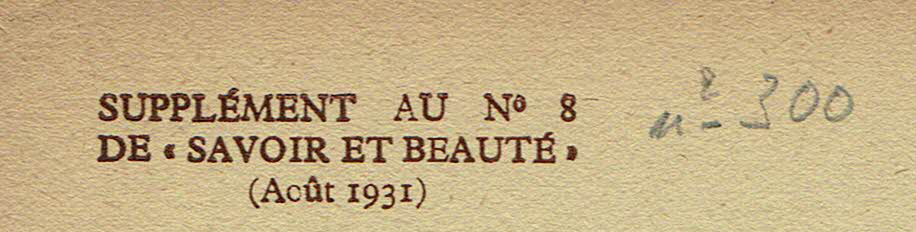 SUPPLÉMENT AU Nº 8
DE « SAVOIR ET BEAUTÉ »
(Août 1931)
nº 300